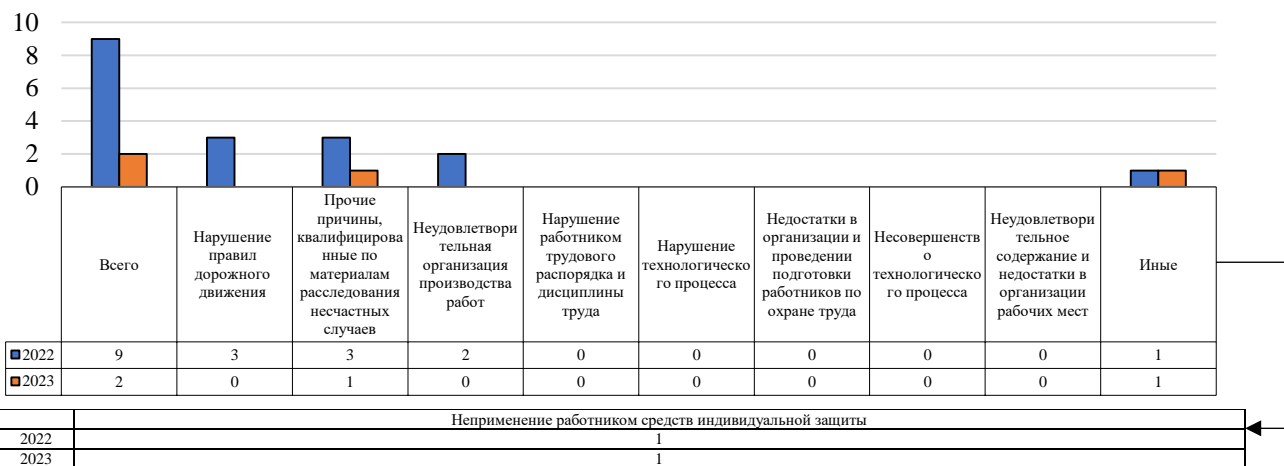 10
8
6
4
2
0
Всего
Нарушение
правил
дорожного
движения
Прочие
причины,
квалифицирова
нные по
материалам
расследования
несчастных
случаев
Неудовлетвори
тельная
организация
производства
работ
Нарушение
работником
трудового
распорядка и
дисциплины
труда
Нарушение
технологическо
го процесса
Недостатки в
организации и
проведении
подготовки
работников по
охране труда
Несовершенств
о
технологическо
го процесса
Неудовлетвори
тельное
содержание и
недостатки в
организации
рабочих мест
Иные
2022 9 3 3 2 0 0 0 0 0 1
2023 2 0 1 0 0 0 0 0 0 1
Неприменение работником средств индивидуальной защиты
2022 1
2023 1